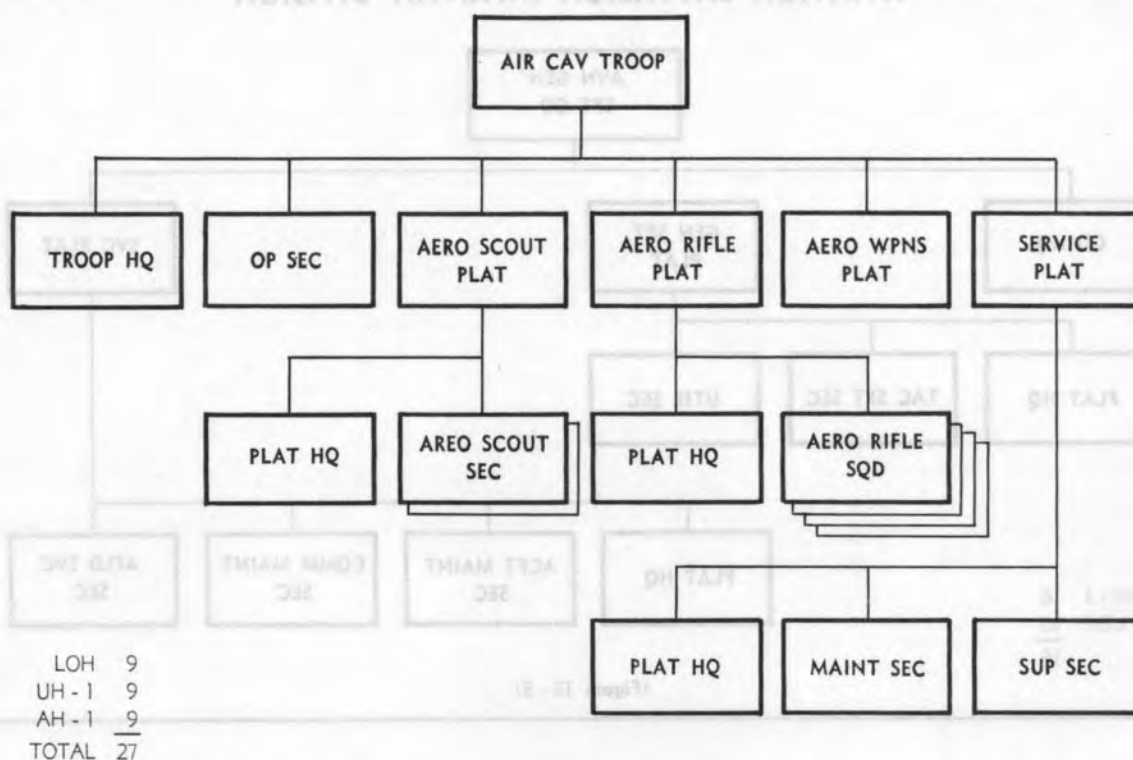 AIR CAV TROOP
TROOP HQ
OP SEC
AERO SCOUT
PLAT
AERO RIFLE
PLAT
AERO WPNS
PLAT
SERVICE
PLAT
PLAT HQ
AREO SCOUT
SEC
PLAT HQ
AERO RIFLE
SQD
PLAT HQ
MAINT SEC
SUP SEC
LOH 9
UH - 1 9
AH - 1 9
TOTAL 27